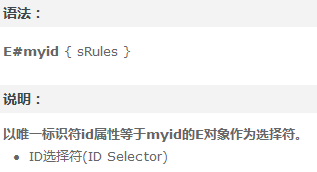 语法：
E#myid { sRules }
说明：
以唯一标识符id属性等于myid的E对象作为选择符。
ID选择符(ID Selector)